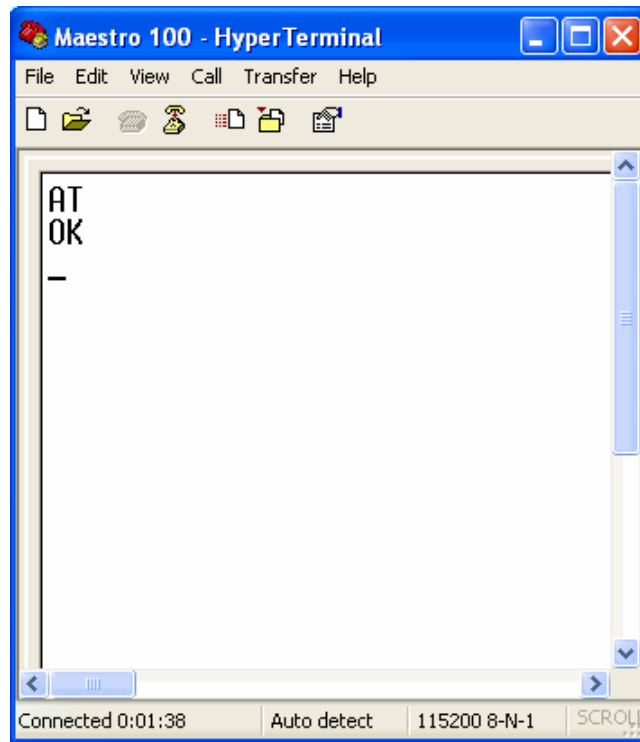 Maestro 100 - HyperTerminal
File Edit View Call Transfer Help
AT
OK
_
Connected 0:01:38 Auto detect 115200 8-N-1 SCROLL